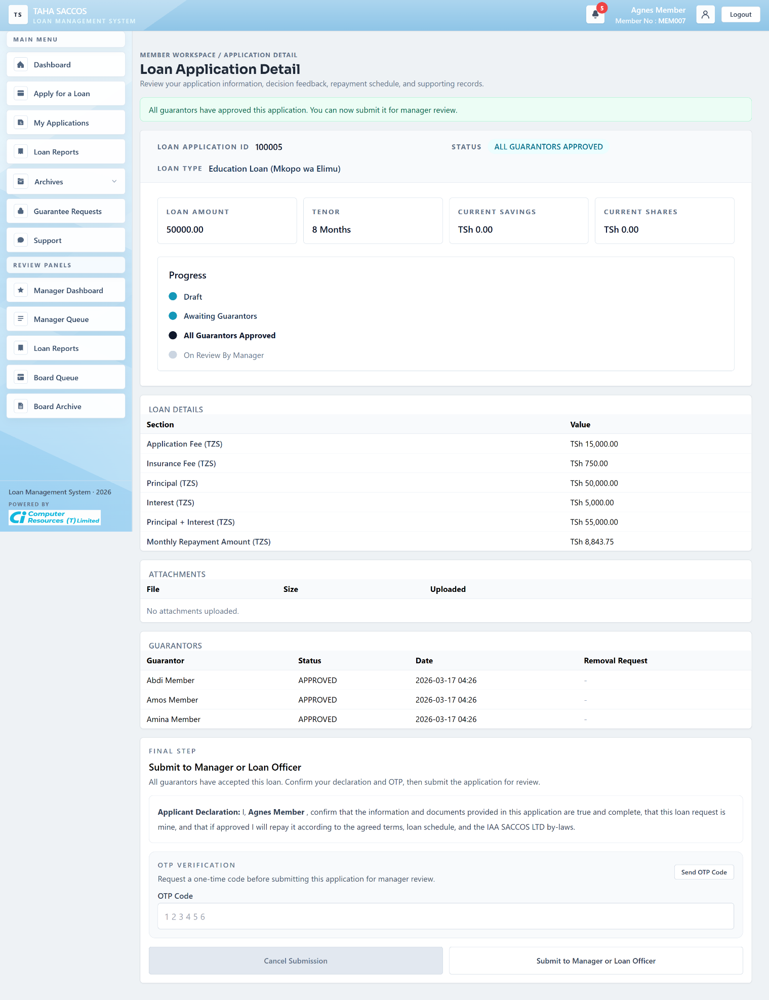 TS
TAHA SACCOS
LOAN MANAGEMENT SYSTEM
5
Agnes Member
Member No : MEM007
Logout
MAIN MENU
Dashboard
Apply for a Loan
My Applications
Loan Reports
Archives
Guarantee Requests
Support
REVIEW PANELS
Manager Dashboard
Manager Queue
Loan Reports
Board Queue
Board Archive
Loan Management System · 2026
POWERED BY
Ci Computer
Resources (T) Limited
MEMBER WORKSPACE / APPLICATION DETAIL
Loan Application Detail
Review your application information, decision feedback, repayment schedule, and supporting records.
All guarantors have approved this application. You can now submit it for manager review.
LOAN APPLICATION ID 100005
STATUS ALL GUARANTORS APPROVED
LOAN TYPE Education Loan (Mkopo wa Elimu)
LOAN AMOUNT
50000.00
TENOR
8 Months
CURRENT SAVINGS
TSh 0.00
CURRENT SHARES
TSh 0.00
Progress
Draft
Awaiting Guarantors
All Guarantors Approved
On Review By Manager
LOAN DETAILS
Section Value
Application Fee (TZS) TSh 15,000.00
Insurance Fee (TZS) TSh 750.00
Principal (TZS) TSh 50,000.00
Interest (TZS) TSh 5,000.00
Principal + Interest (TZS) TSh 55,000.00
Monthly Repayment Amount (TZS) TSh 8,843.75
ATTACHMENTS
File Size Uploaded
No attachments uploaded.
GUARANTORS
Guarantor Status Date Removal Request
Abdi Member APPROVED 2026-03-17 04:26 -
Amos Member APPROVED 2026-03-17 04:26 -
Amina Member APPROVED 2026-03-17 04:26 -
FINAL STEP
Submit to Manager or Loan Officer
All guarantors have accepted this loan. Confirm your declaration and OTP, then submit the application for review.
Applicant Declaration: I, Agnes Member , confirm that the information and documents provided in this application are true and complete, that this loan request is
mine, and that if approved I will repay it according to the agreed terms, loan schedule, and the IAA SACCOS LTD by-laws.
OTP VERIFICATION
Request a one-time code before submitting this application for manager review.
Send OTP Code
OTP Code
1 2 3 4 5 6
Cancel Submission
Submit to Manager or Loan Officer